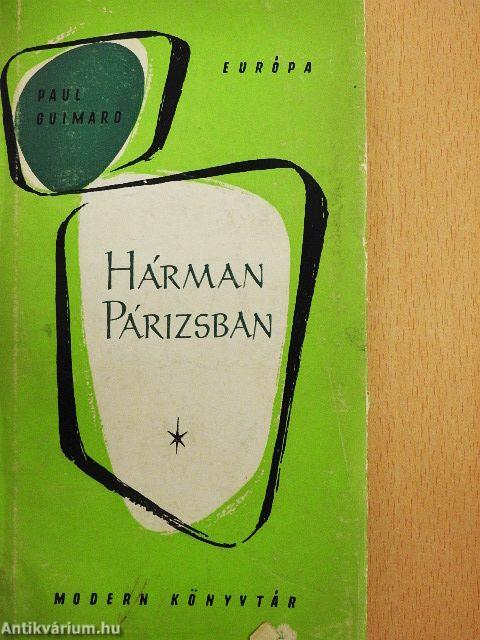 EURÓPA
PAUL
GUIMARD
HÁRMAN
PÁRIZSBAN
MODERN KÖNYVTÁR
Antikvárium.hu